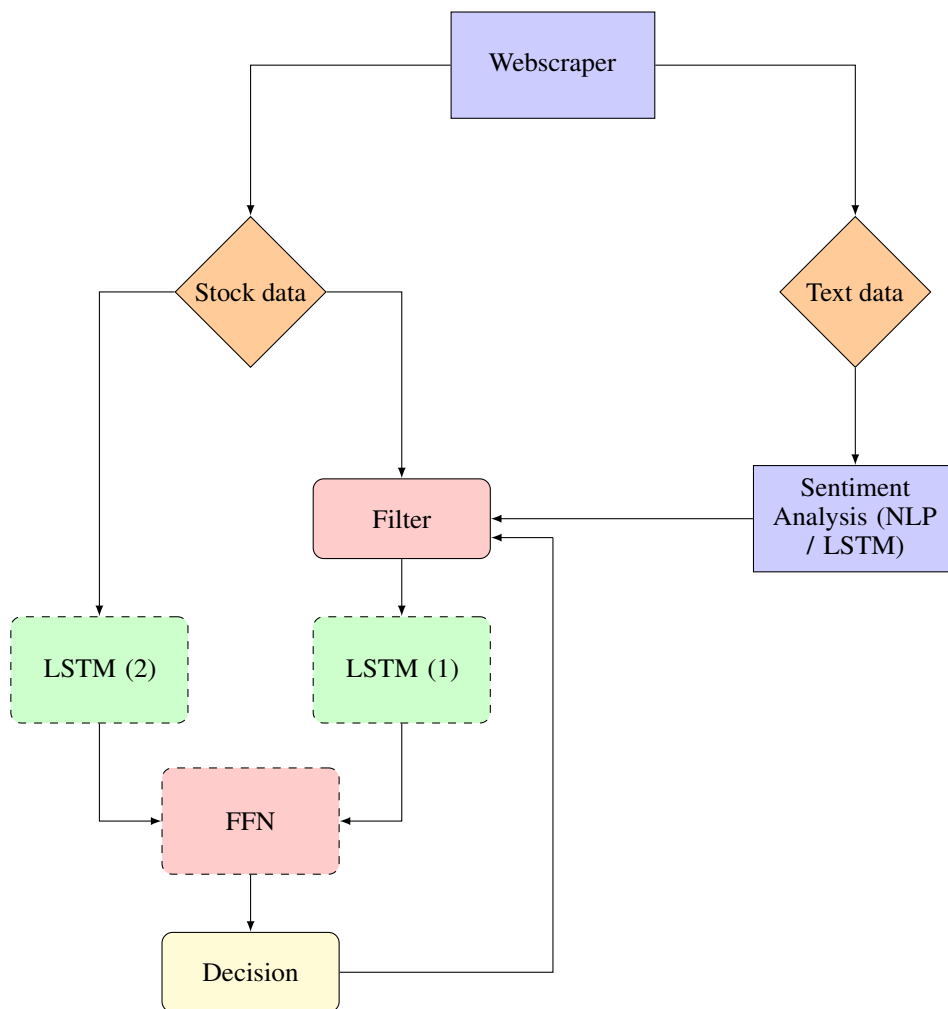 Webscraper
Stock data
Text data
Sentiment
Analysis (NLP
/ LSTM)
Filter
LSTM (2)
LSTM (1)
FFN
Decision